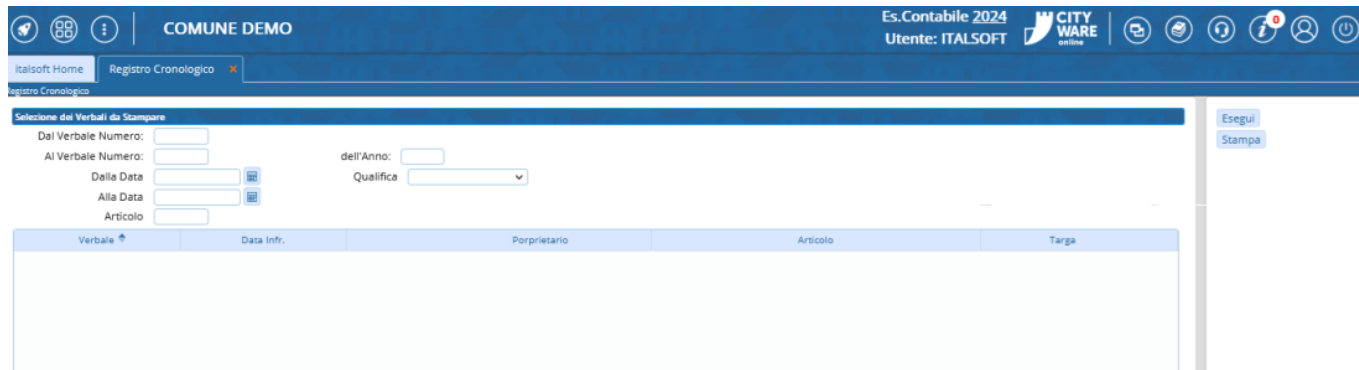 COMUNE DEMO
Es.Contabile 2024
Utente: ITALSOFT
CITY
WARE
online
0
italsoft Home
Registro Cronologico
Registro Cronologico
Selezione dei Verbali da Stampare
Esegui
Dal Verbale Numero:
Stampa
Al Verbale Numero: dell'Anno:
Dalla Data Qualifica
Alla Data
Articolo
Verbale Data Infr. Porprietario Articolo Targa